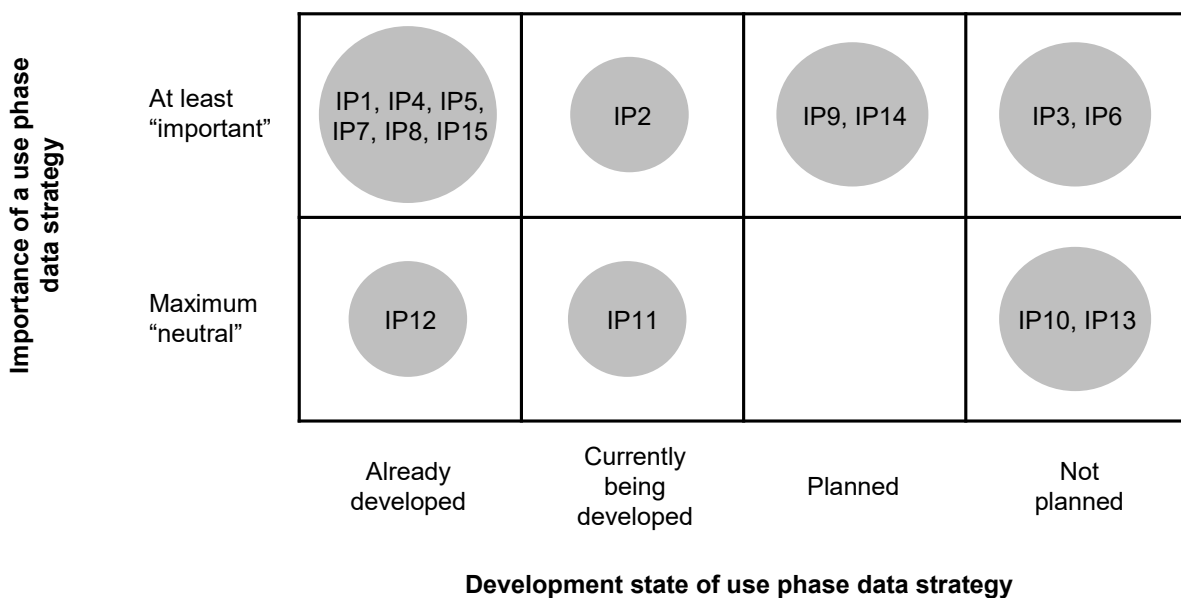 Importance of a use phase
data strategy
At least
“important”
IP1, IP4, IP5,
IP7, IP8, IP15
IP2
IP9, IP14
IP3, IP6
Maximum
“neutral”
IP12
IP11
IP10, IP13
Already
developed
Currently
being
developed
Planned
Not
planned
Development state of use phase data strategy